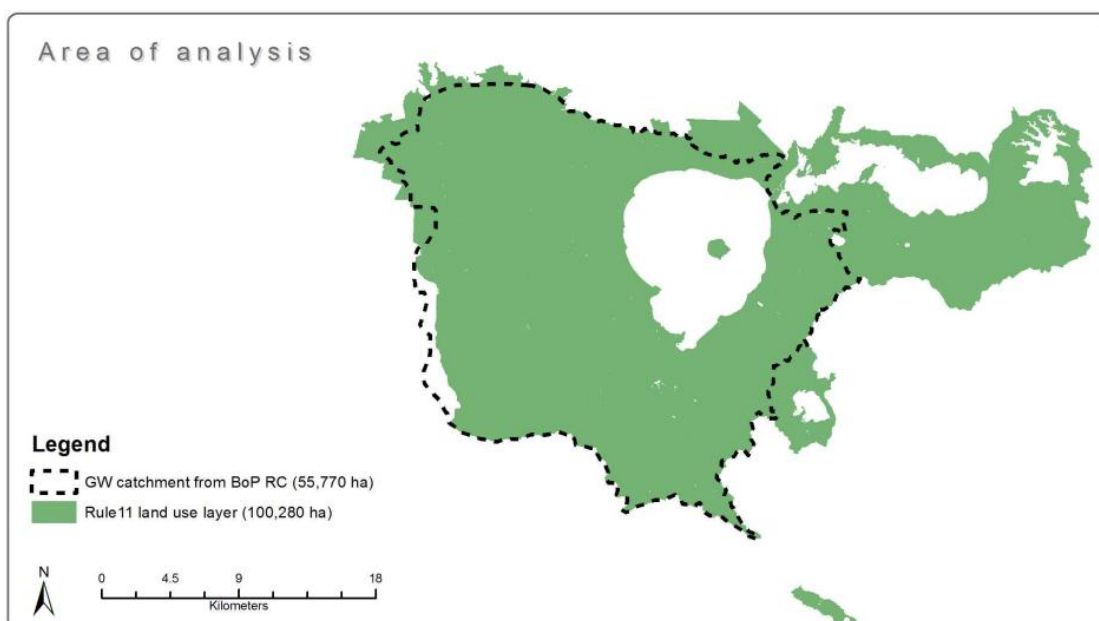 Area of analysis
Legend
GW catchment from BoP RC (55,770 ha)
Rule11 land use layer (100,280 ha)
N
0 4.5 9 18
Kilometers